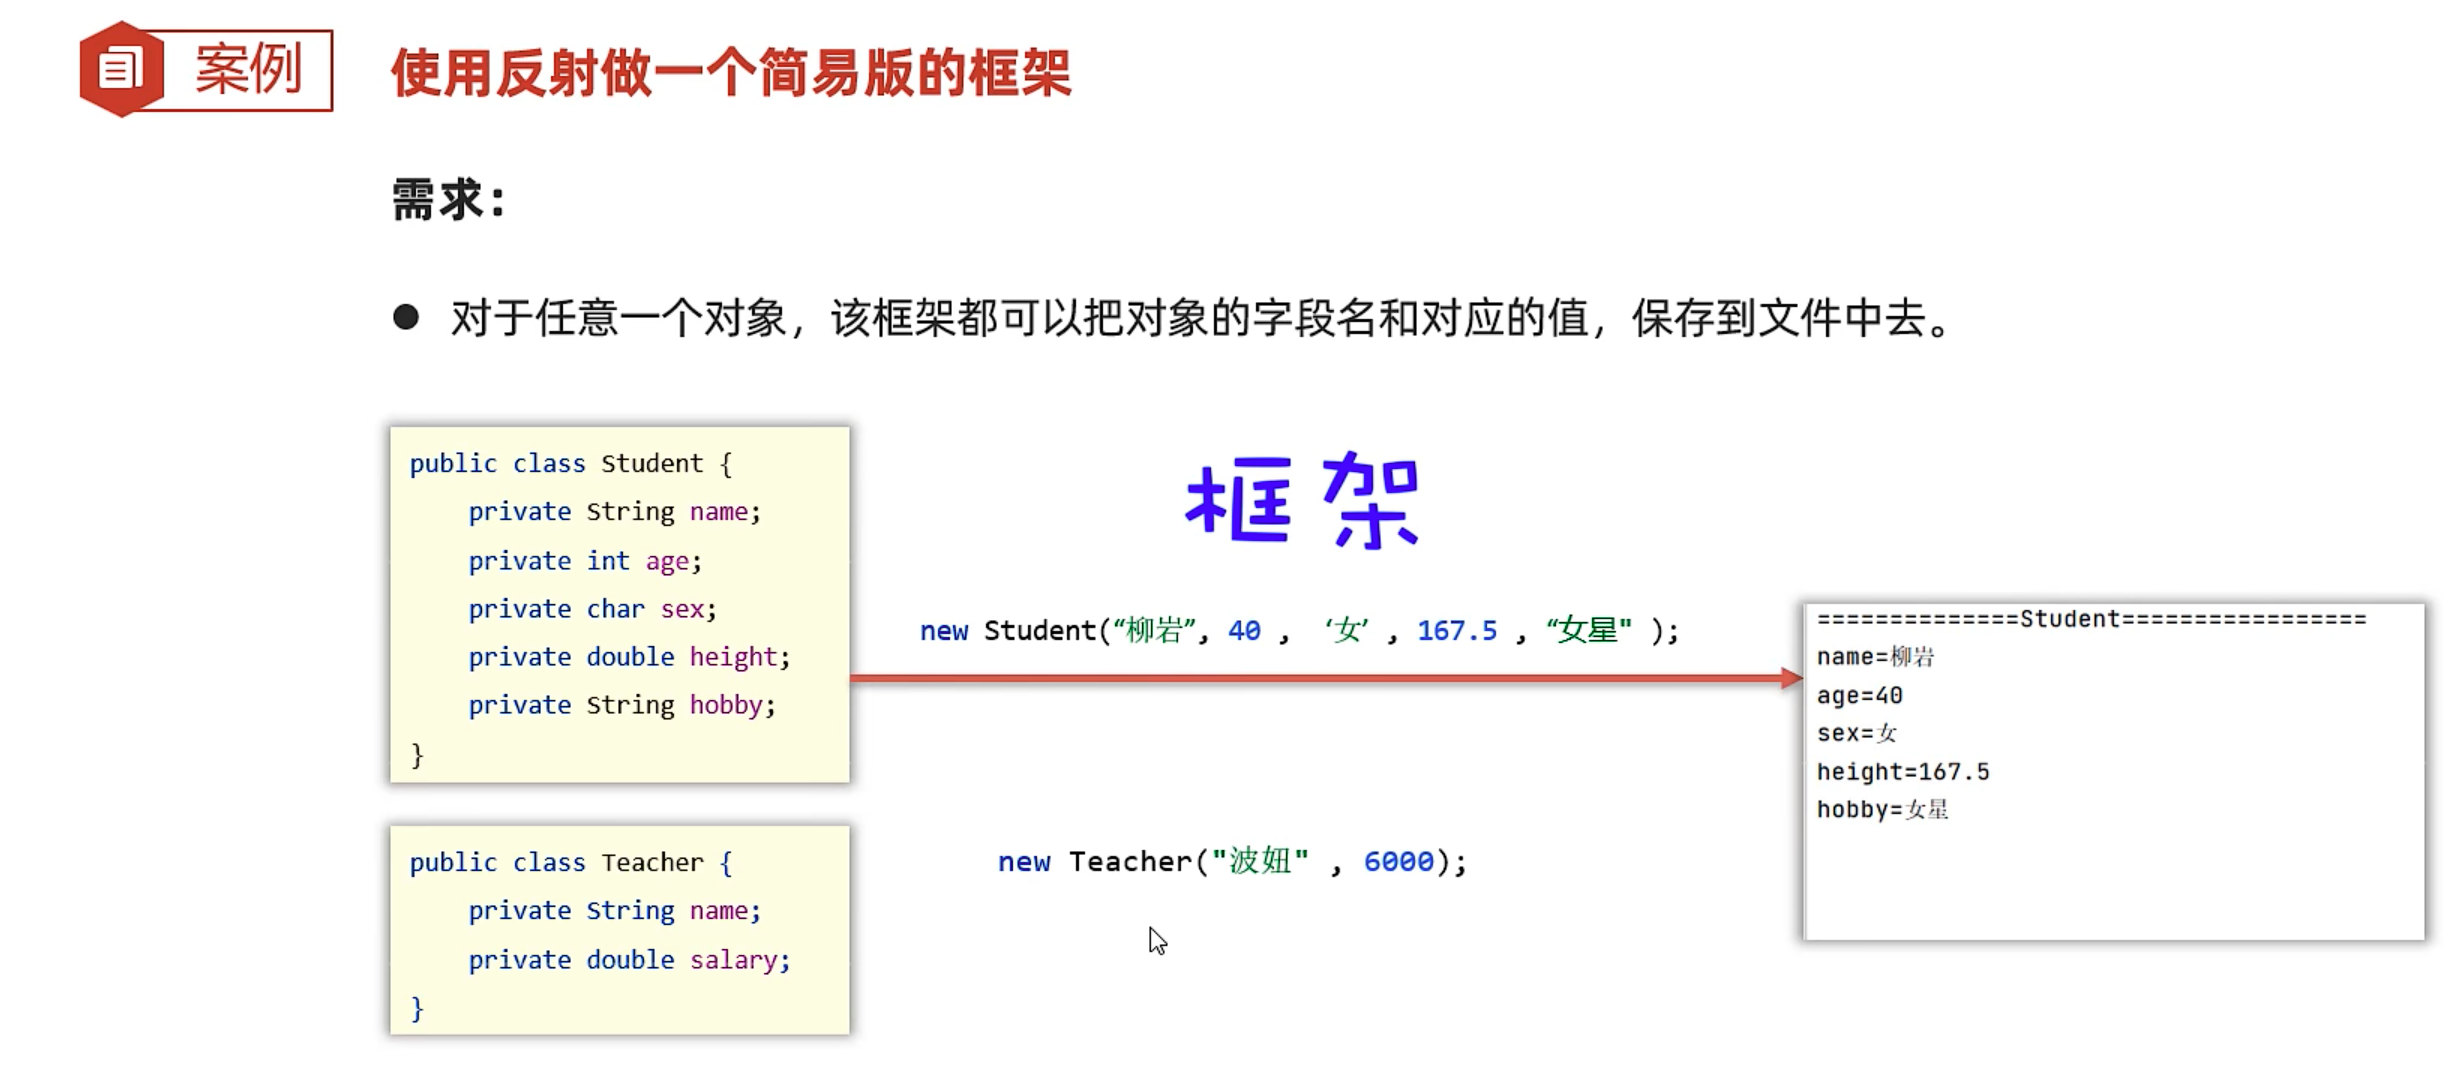 案例
使用反射做一个简易版的框架
需求：
● 对于任意一个对象，该框架都可以把对象的字段名和对应的值，保存到文件中去。
public class Student {
private String name;
private int age;
private char sex;
private double height;
private String hobby;
}
框架
new Student(“柳岩”, 40 , ‘女’ , 167.5 , “女星" );
==============Student=================
name=柳岩
age=40
sex=女
height=167.5
hobby=女星
public class Teacher {
private String name;
private double salary;
}
new Teacher("波妞" , 6000);